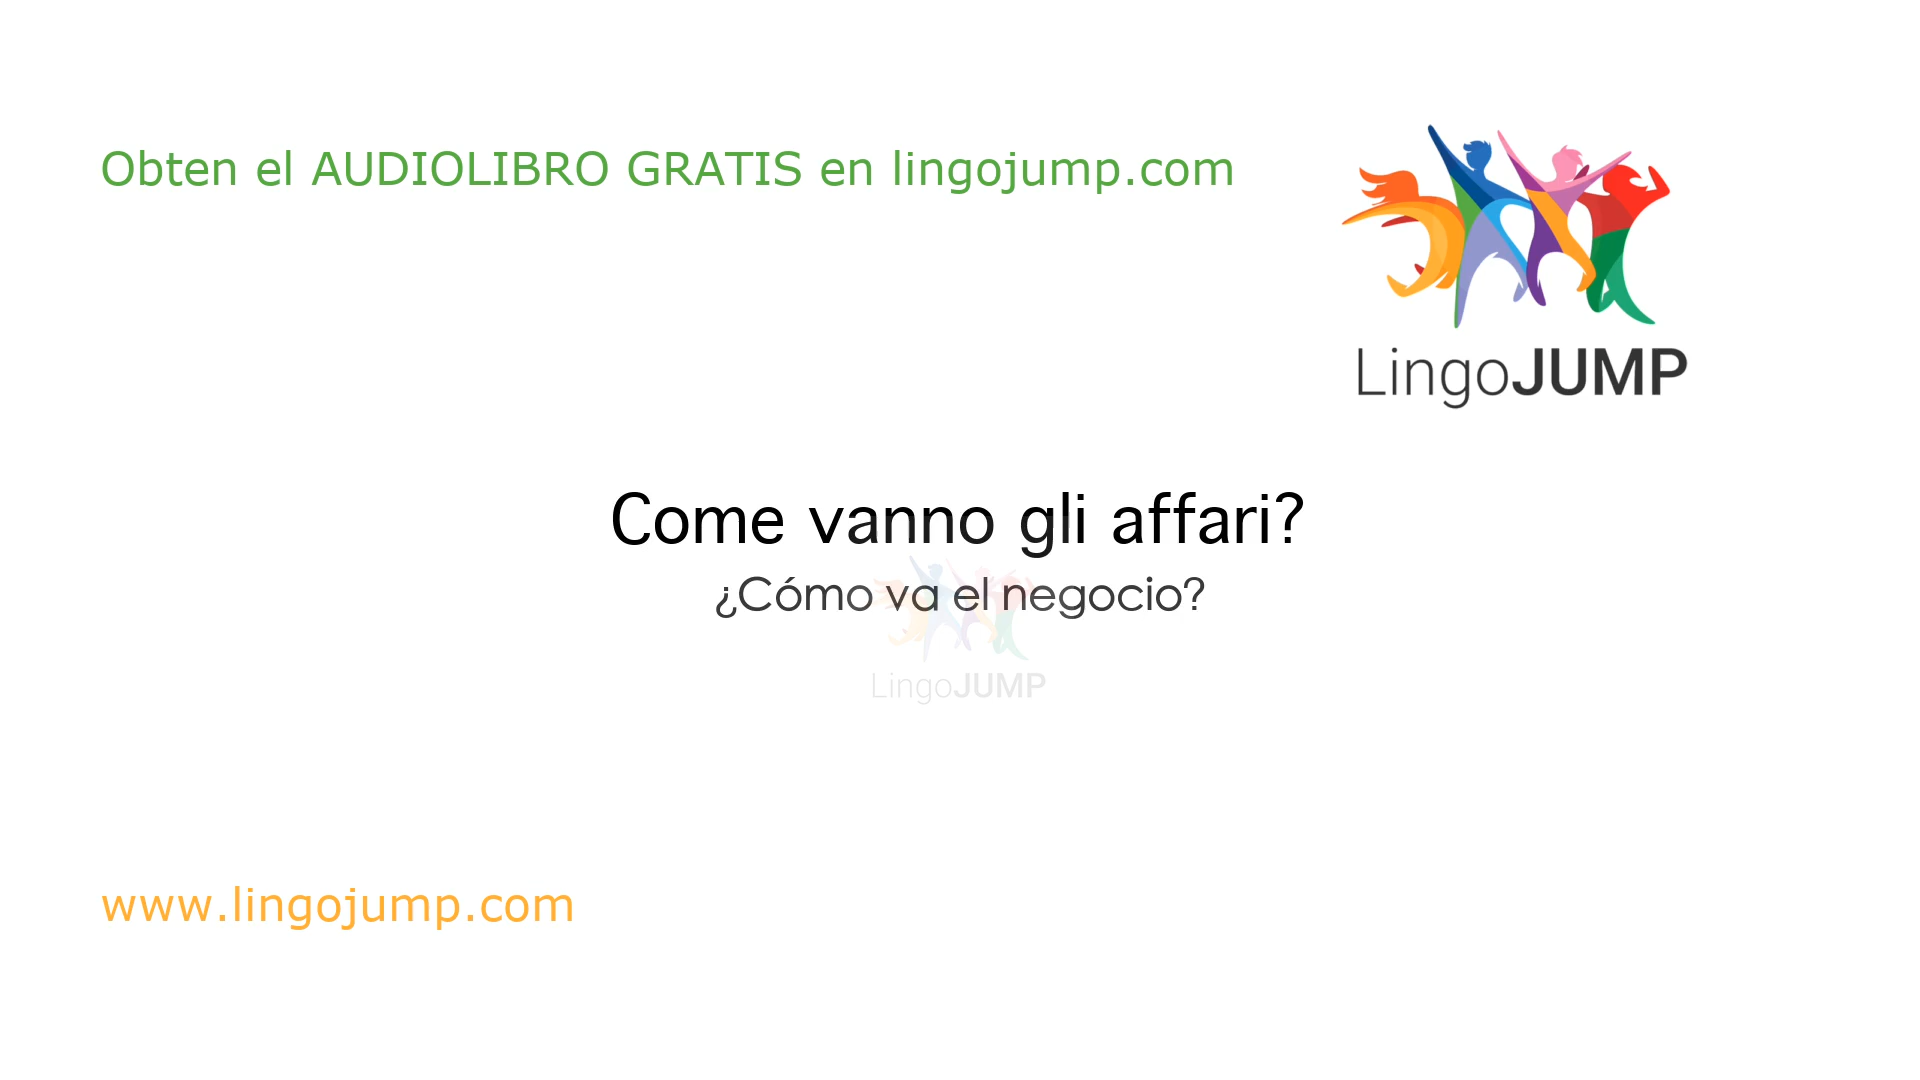 Obten el AUDIOLIBRO GRATIS en lingojump.com
LingoJUMP
Come vanno gli affari?
¿Cómo va el negocio?
LingoJUMP
www.lingojump.com